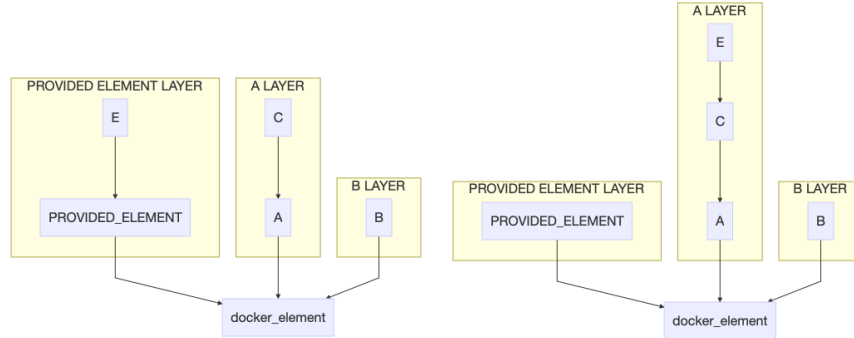 PROVIDED ELEMENT LAYER
E
PROVIDED_ELEMENT
A LAYER
C
A
B LAYER
B
docker_element
A LAYER
E
C
A
PROVIDED ELEMENT LAYER
PROVIDED_ELEMENT
B LAYER
B
docker_element